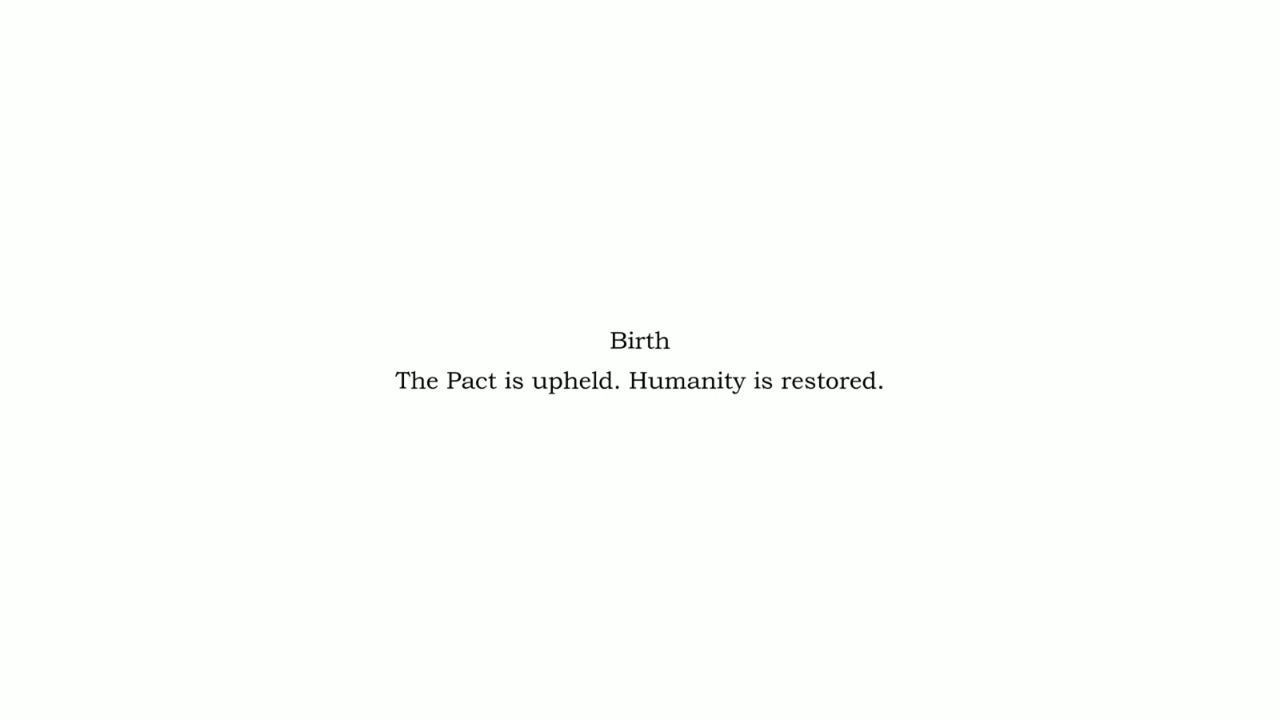 Birth
The Pact is upheld. Humanity is restored.